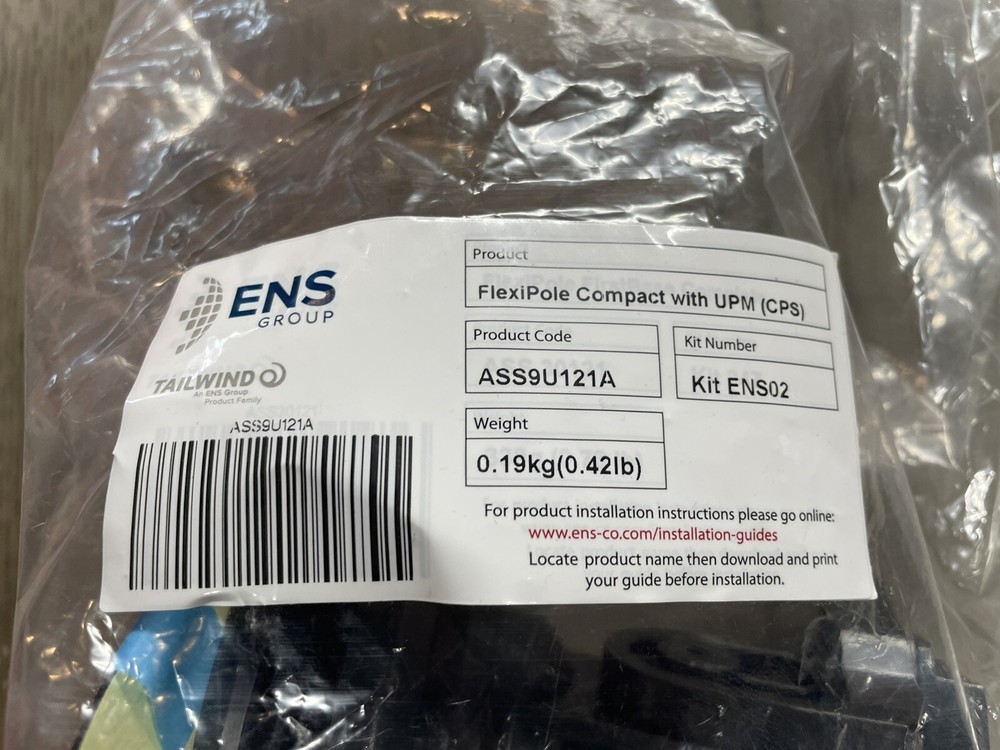 ENS
GROUP
TAILWIND
An ENS Group
Product Family
ASS9U121A
Product
FlexiPole Compact with UPM (CPS)
Product Code
ASS9U121A
Kit Number
Kit ENS02
Weight
0.19kg(0.42lb)
For product installation instructions please go online:
www.ens-co.com/installation-guides
Locate product name then download and print
your guide before installation.